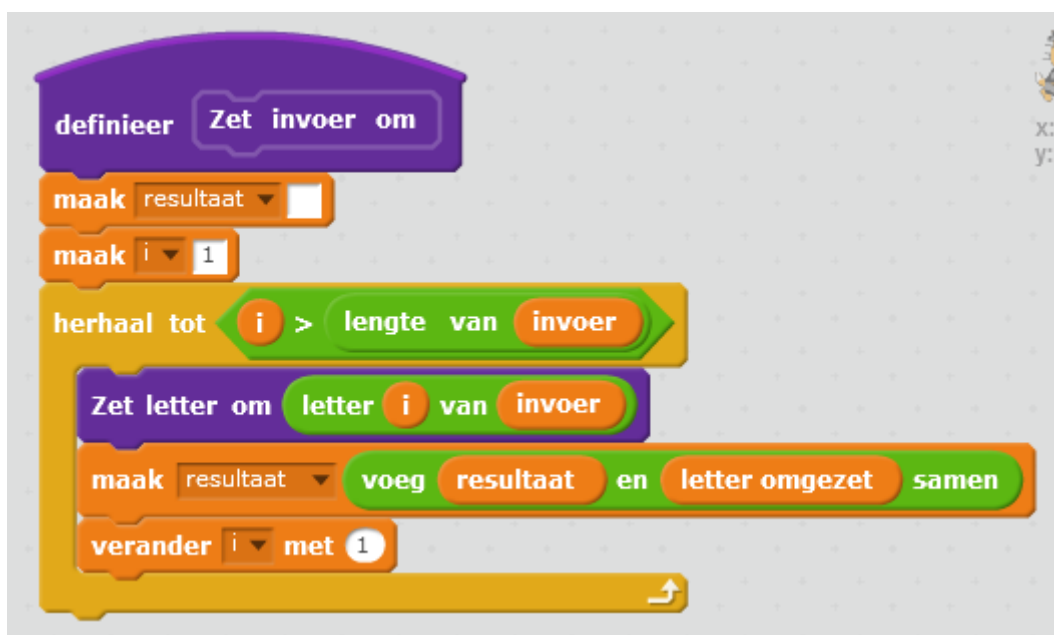 definieer Zet invoer om
maak resultaat
maak i 1
herhaal tot i > lengte van invoer
Zet letter om letter i van invoer
maak resultaat voeg resultaat en letter omgezet samen
verander i met 1
x:
y: